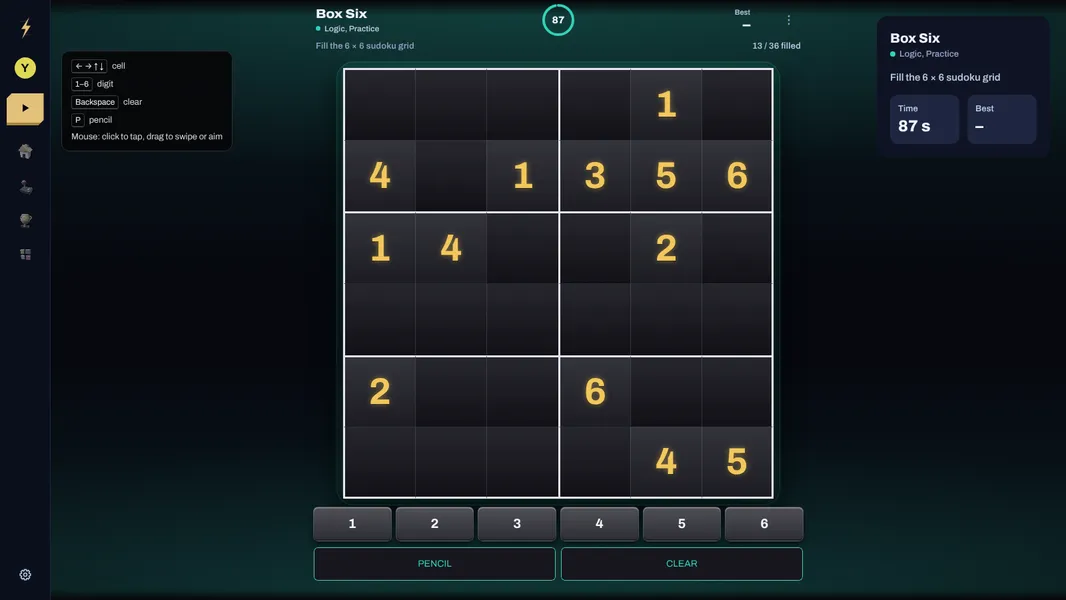 Y
← → ↑ ↓ cell
1–6 digit
Backspace clear
P pencil
Mouse: click to tap, drag to swipe or aim
Box Six
Logic, Practice
Fill the 6 × 6 sudoku grid
87
Best
–
13 / 36 filled
1
4 1 3 5 6
1 4 2
2 6
4 5
1 2 3 4 5 6
PENCIL CLEAR
Box Six
Logic, Practice
Fill the 6 × 6 sudoku grid
Time Best
87 s –